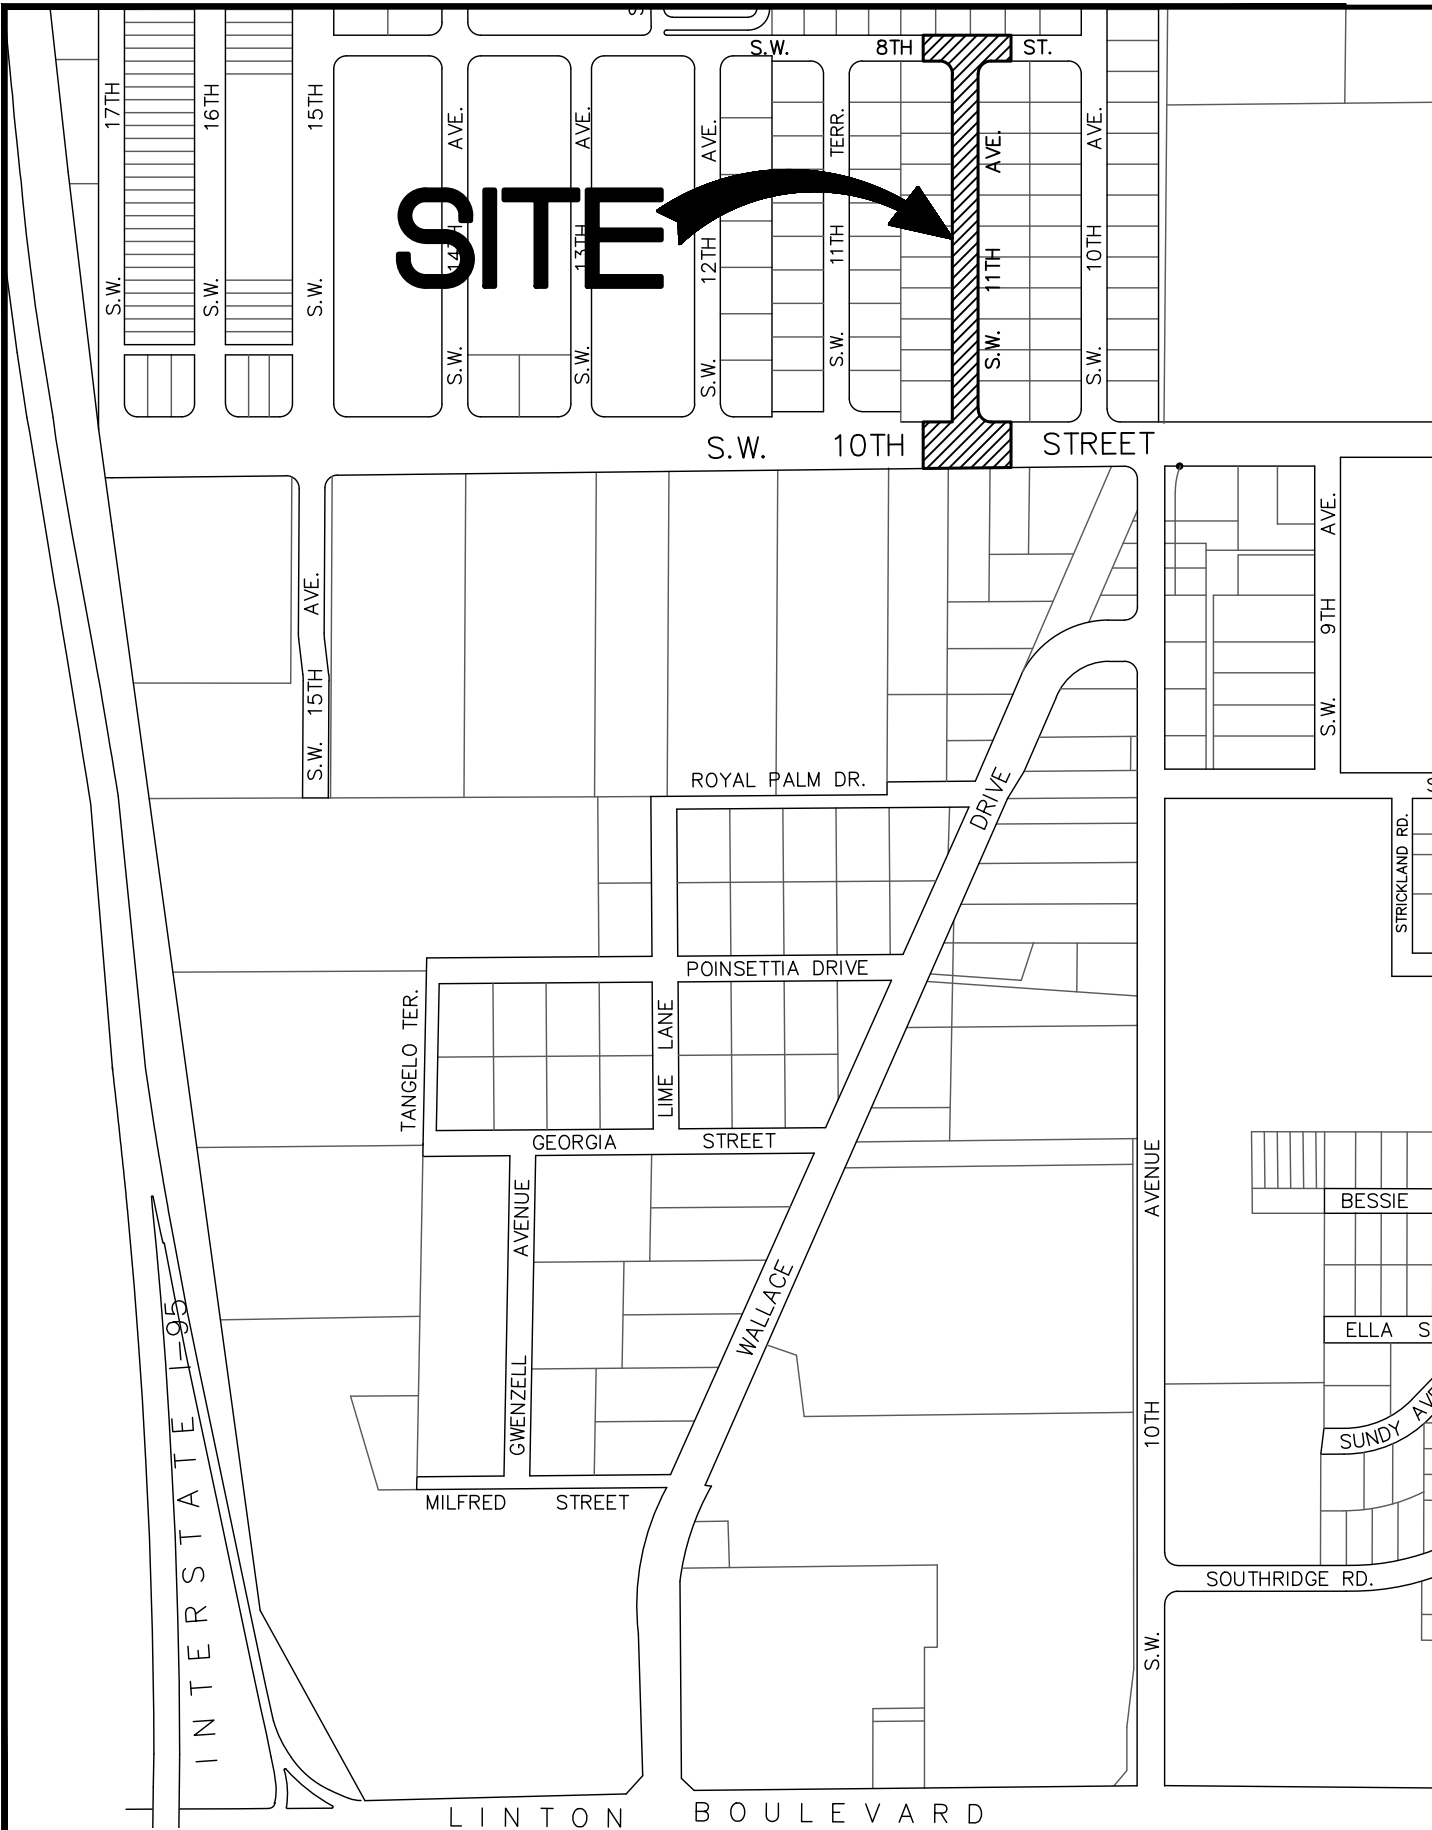 S.W. 8TH ST.
S.W. 17TH
S.W. 16TH
S.W. 15TH
S.W. 14TH AVE.
S.W. 13TH AVE.
S.W. 12TH AVE.
S.W. 11TH TERR.
S.W. 11TH AVE.
S.W. 10TH AVE.
SITE
S.W. 10TH STREET
S.W. 15TH AVE.
S.W. 9TH AVE.
ROYAL PALM DR.
STRICKLAND RD.
POINSETTIA DRIVE
TANGELO TER.
LIME LANE
GEORGIA STREET
GWENZELL AVENUE
WALLACE DRIVE
S.W. 10TH AVENUE
BESSIE
ELLA S
SUNDY AVE
INTERSTATE I-95
MILFRED STREET
SOUTHRIDGE RD.
LINTON BOULEVARD